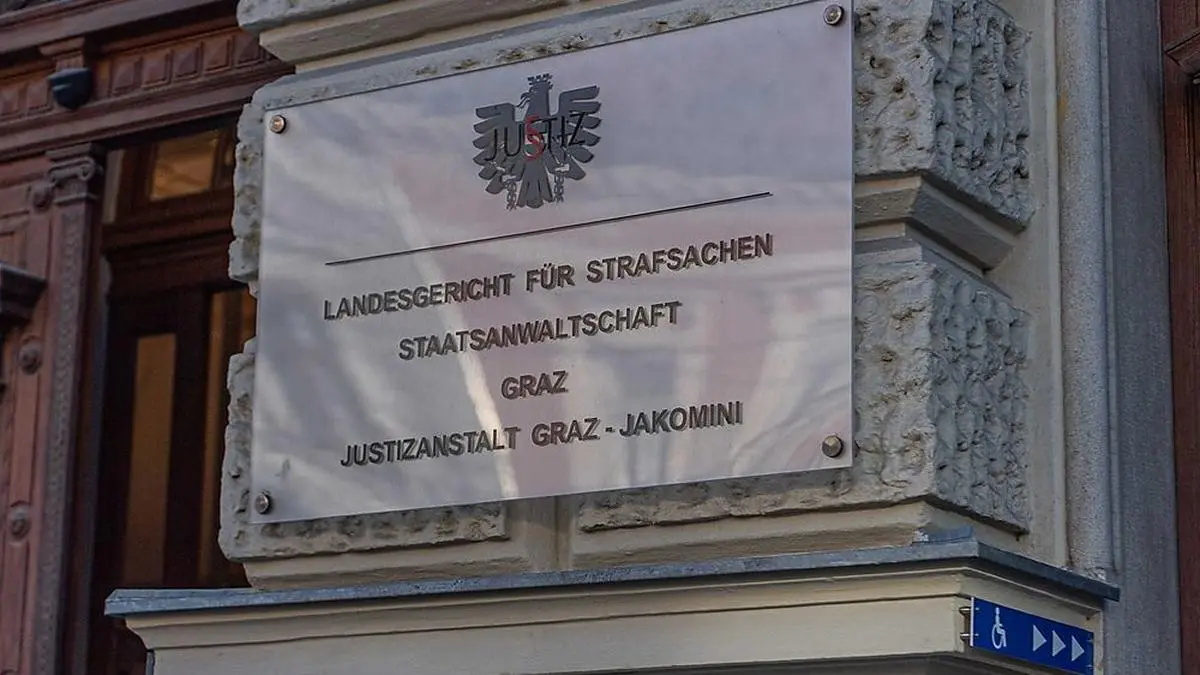 JUSTIZ
LANDESGERICHT FÜR STRAFSACHEN
STAATSANWALTSCHAFT
GRAZ
JUSTIZANSTALT GRAZ - JAKOMINI